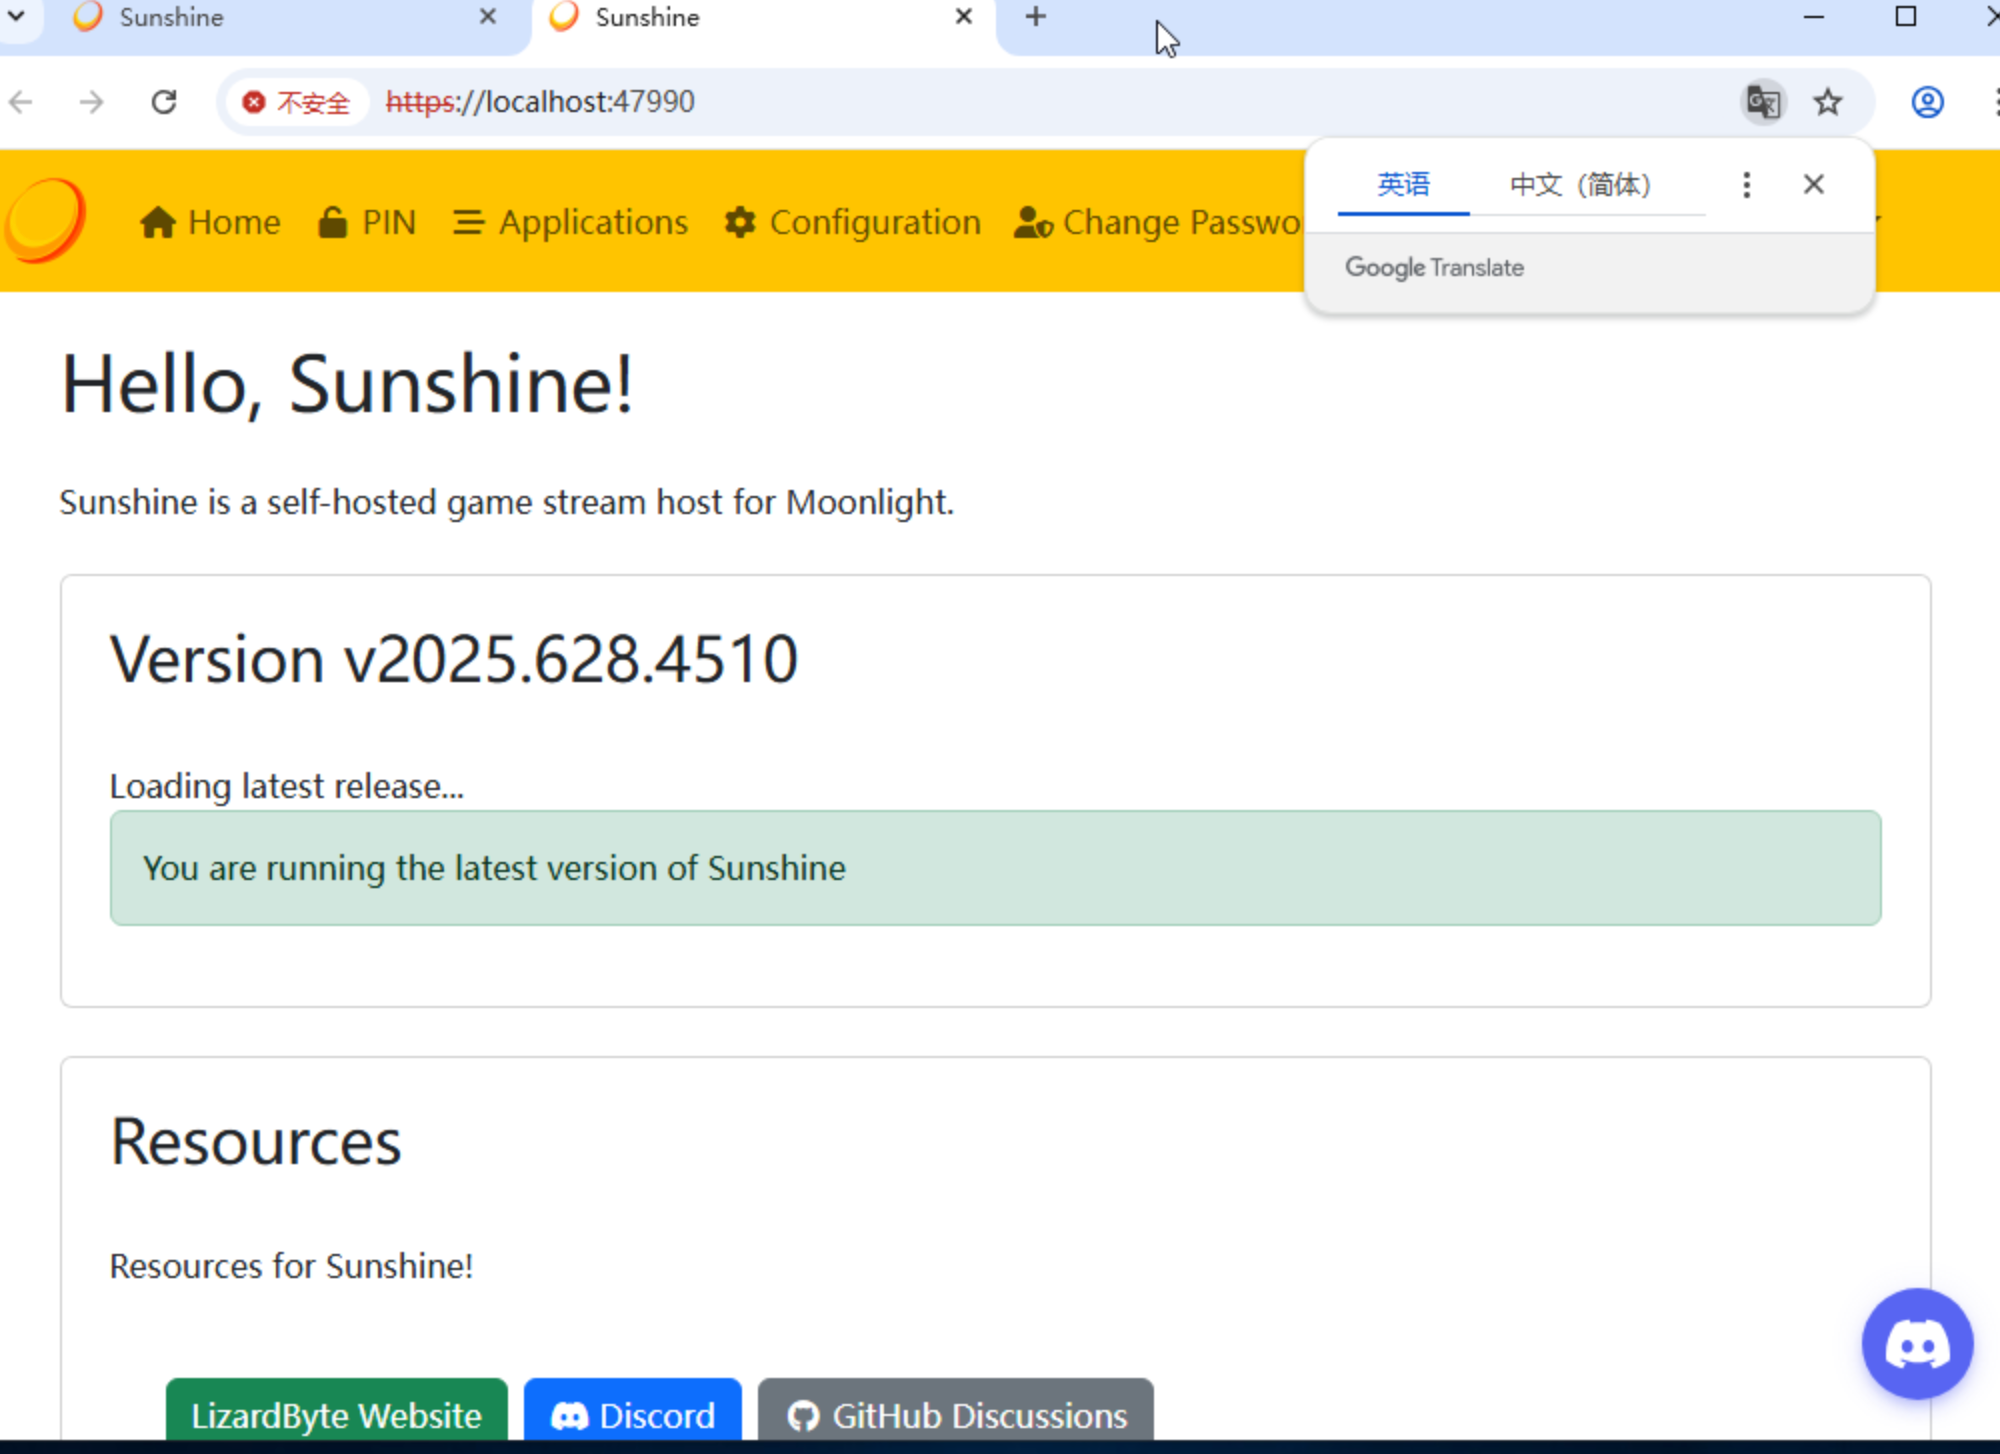 Sunshine
Sunshine
不安全 https://localhost:47990
英语 中文（简体）
Google Translate
Home PIN Applications Configuration Change Passwo
Hello, Sunshine!
Sunshine is a self-hosted game stream host for Moonlight.
Version v2025.628.4510
Loading latest release...
You are running the latest version of Sunshine
Resources
Resources for Sunshine!
LizardByte Website Discord GitHub Discussions